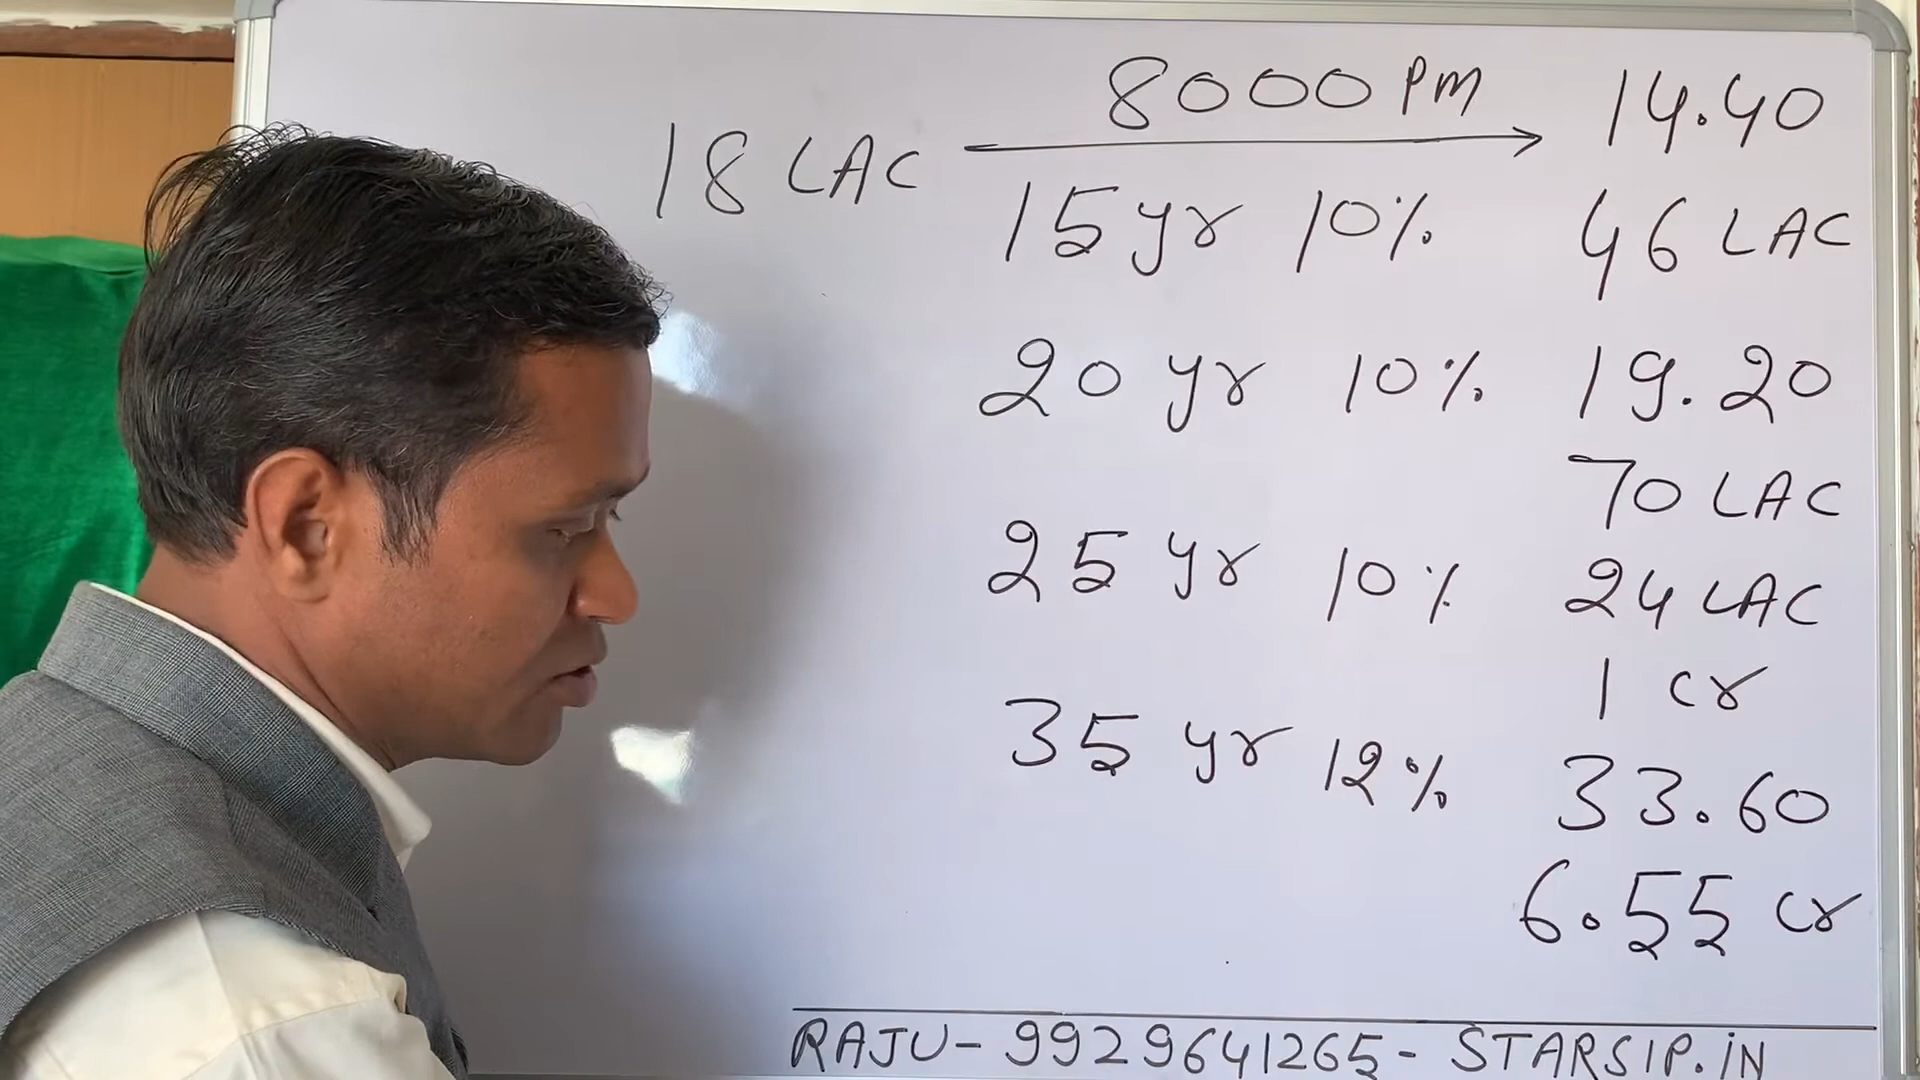 8000 PM 14.40
18 LAC
15 yr 10% 46 LAC
20 yr 10% 19.20
70 LAC
25 yr 10% 24 LAC
1 cr
35 yr 12% 33.60
6.55 cr
RAJU- 9929641265- STARSIP.iN